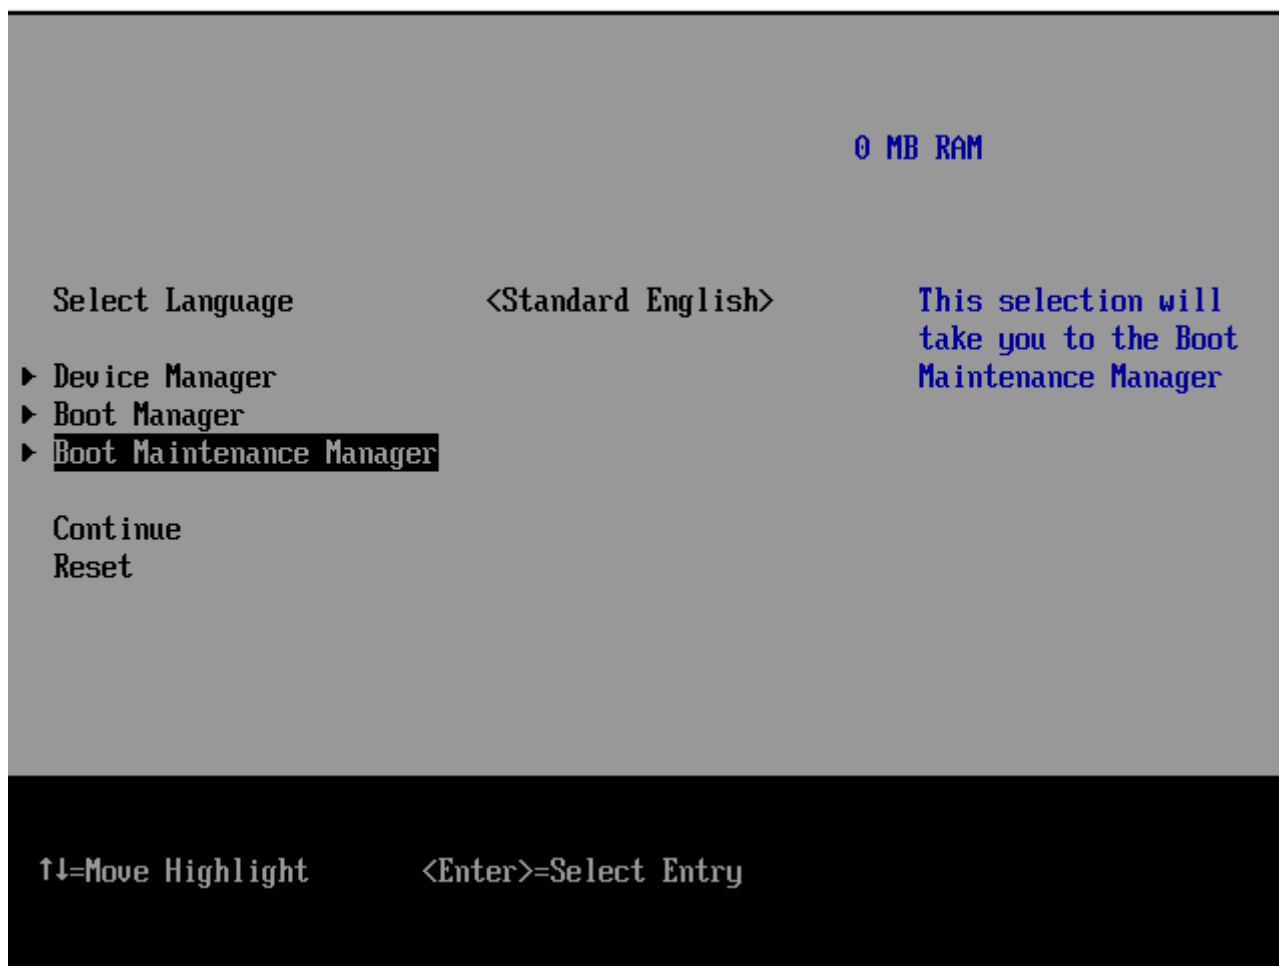 0 MB RAM
Select Language <Standard English> This selection will
take you to the Boot
▶ Device Manager Maintenance Manager
▶ Boot Manager
▶ Boot Maintenance Manager
Continue
Reset
↑↓=Move Highlight <Enter>=Select Entry